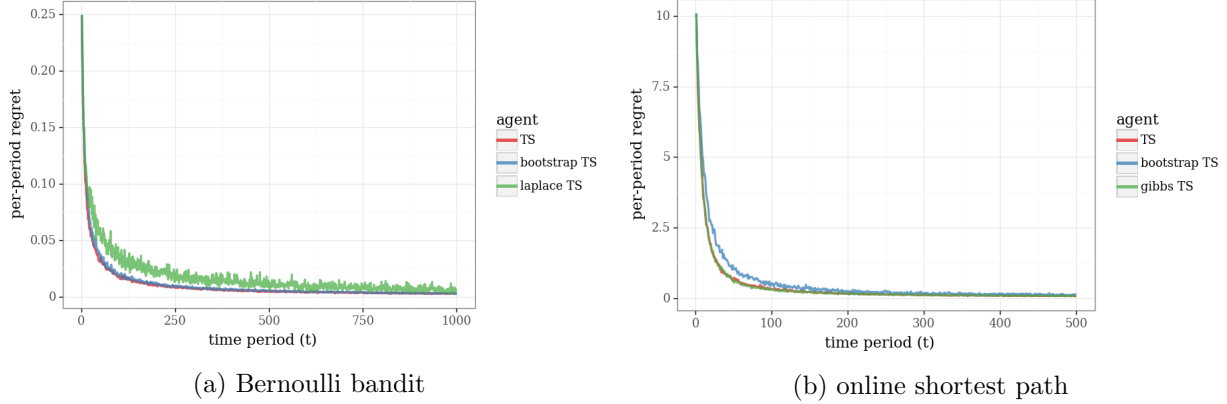 0.25
0.20
0.15
0.10
0.05
0
per-period regret
0
250
500
750
1000
time period (t)
agent
TS
bootstrap TS
laplace TS
(a) Bernoulli bandit
10
7.5
5
2.5
0
per-period regret
0
100
200
300
400
500
time period (t)
agent
TS
bootstrap TS
gibbs TS
(b) online shortest path